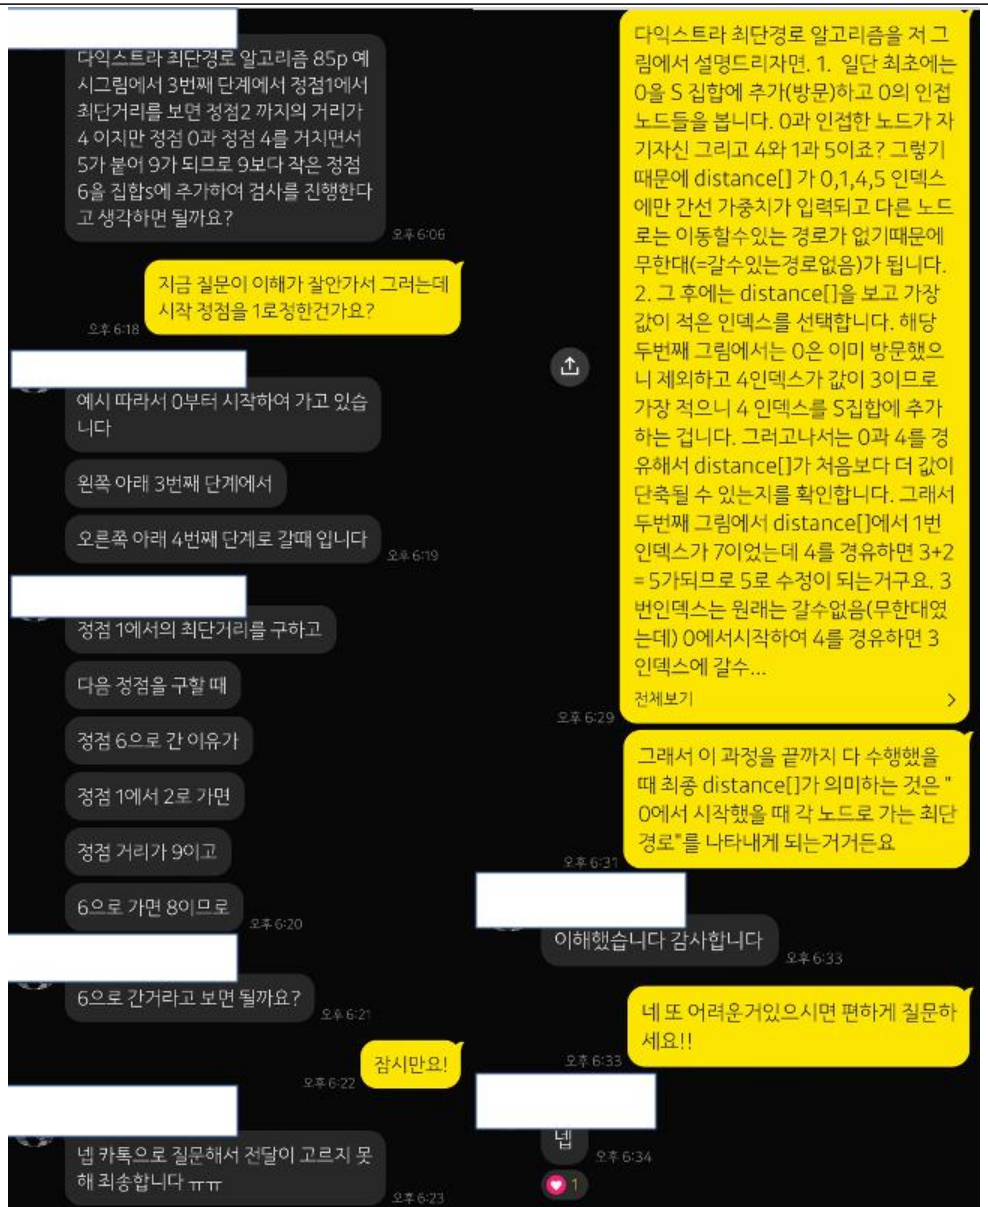 다익스트라 최단경로 알고리즘 85p 예
시그림에서 3번째 단계에서 정점1에서
최단거리를 보면 정점2 까지의 거리가
4 이지만 정점 0과 정점 4를 거치면서
5가 붙어 9가 되므로 9보다 작은 정점
6을 집합s에 추가하여 검사를 진행한다
고 생각하면 될까요?
오후 6:06
지금 질문이 이해가 잘안가서 그러는데
시작 정점을 1로정한건가요?
오후 6:18
예시 따라서 0부터 시작하여 가고 있습
니다
왼쪽 아래 3번째 단계에서
오른쪽 아래 4번째 단계로 갈때 입니다
오후 6:19
정점 1에서의 최단거리를 구하고
다음 정점을 구할 때
정점 6으로 간 이유가
정점 1에서 2로 가면
정점 거리가 9이고
6으로 가면 8이므로
오후 6:20
6으로 간거라고 보면 될까요?
오후 6:21
잠시만요!
오후 6:22
넵 카톡으로 질문해서 전달이 고르지 못
해 죄송합니다 ㅠㅠ
오후 6:23
다익스트라 최단경로 알고리즘을 저 그
림에서 설명드리자면. 1. 일단 최초에는
0을 S 집합에 추가(방문)하고 0의 인접
노드들을 봅니다. 0과 인접한 노드가 자
기자신 그리고 4와 1과 5이죠? 그렇기
때문에 distance[] 가 0,1,4,5 인덱스
에만 간선 가중치가 입력되고 다른 노드
로는 이동할수있는 경로가 없기때문에
무한대(=갈수있는경로없음)가 됩니다.
2. 그 후에는 distance[]을 보고 가장
값이 적은 인덱스를 선택합니다. 해당
두번째 그림에서는 0은 이미 방문했으
니 제외하고 4인덱스가 값이 3이므로
가장 적으니 4 인덱스를 S집합에 추가
하는 겁니다. 그러고나서는 0과 4를 경
유해서 distance[]가 처음보다 더 값이
단축될 수 있는지를 확인합니다. 그래서
두번째 그림에서 distance[]에서 1번
인덱스가 7이었는데 4를 경유하면 3+2
= 5가되므로 5로 수정이 되는거구요. 3
번인덱스는 원래는 갈수없음(무한대였
는데) 0에서시작하여 4를 경유하면 3
인덱스에 갈수...
전체보기
오후 6:29
그래서 이 과정을 끝까지 다 수행했을
때 최종 distance[]가 의미하는 것은 "
0에서 시작했을 때 각 노드로 가는 최단
경로"를 나타내게 되는거거든요
오후 6:31
이해했습니다 감사합니다
오후 6:33
네 또 어려운거있으시면 편하게 질문하
세요!!
오후 6:33
넵
오후 6:34
1